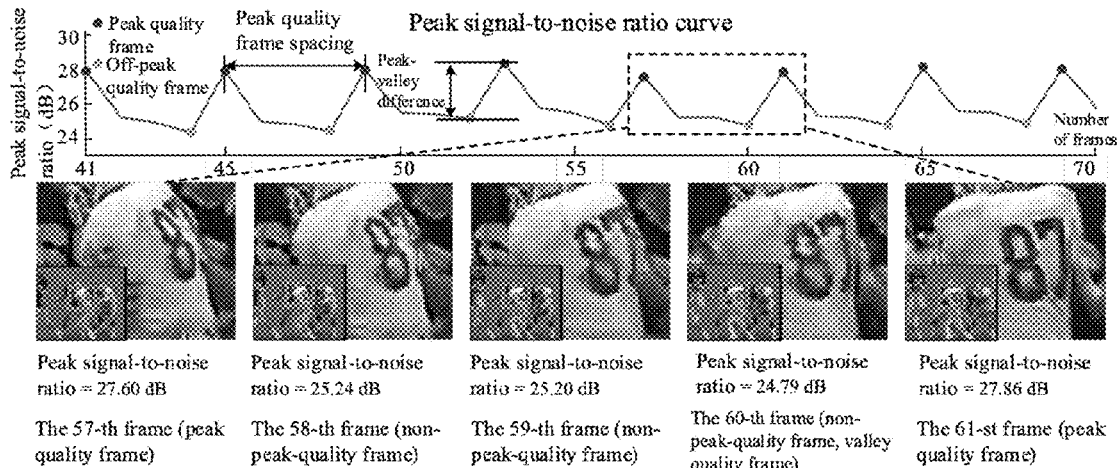 Peak signal-to-noise ratio curve
Peak signal-to-noise
ratio (dB)
30
28
26
24
Peak quality
frame
Off-peak
quality frame
Peak quality
frame spacing
Peak-
valley
difference
Number
of frames
41
45
50
55
60
65
70
87
Peak signal-to-noise
ratio = 27.60 dB
The 57-th frame (peak
quality frame)
Peak signal-to-noise
ratio = 25.24 dB
The 58-th frame (non-
peak-quality frame)
Peak signal-to-noise
ratio = 25.20 dB
The 59-th frame (non-
peak-quality frame)
Peak signal-to-noise
ratio = 24.79 dB
The 60-th frame (non-
peak-quality frame, valley
quality frame)
Peak signal-to-noise
ratio = 27.86 dB
The 61-st frame (peak
quality frame)